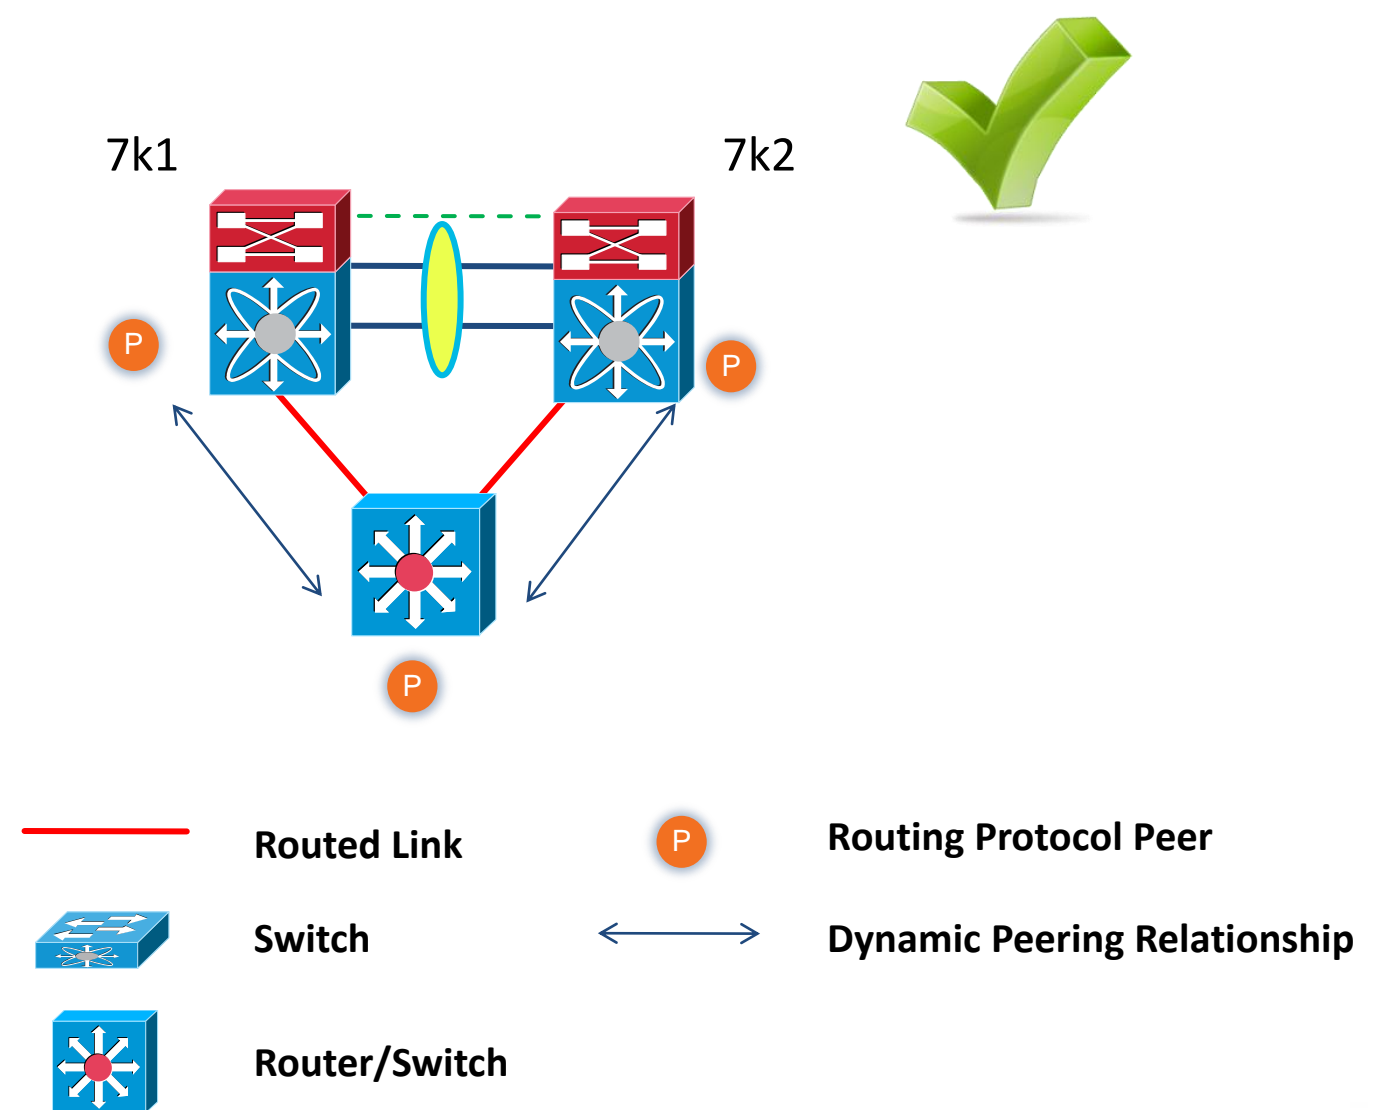 7k1
7k2
P
P
P
Routed Link
P
Routing Protocol Peer
Switch
Dynamic Peering Relationship
Router/Switch